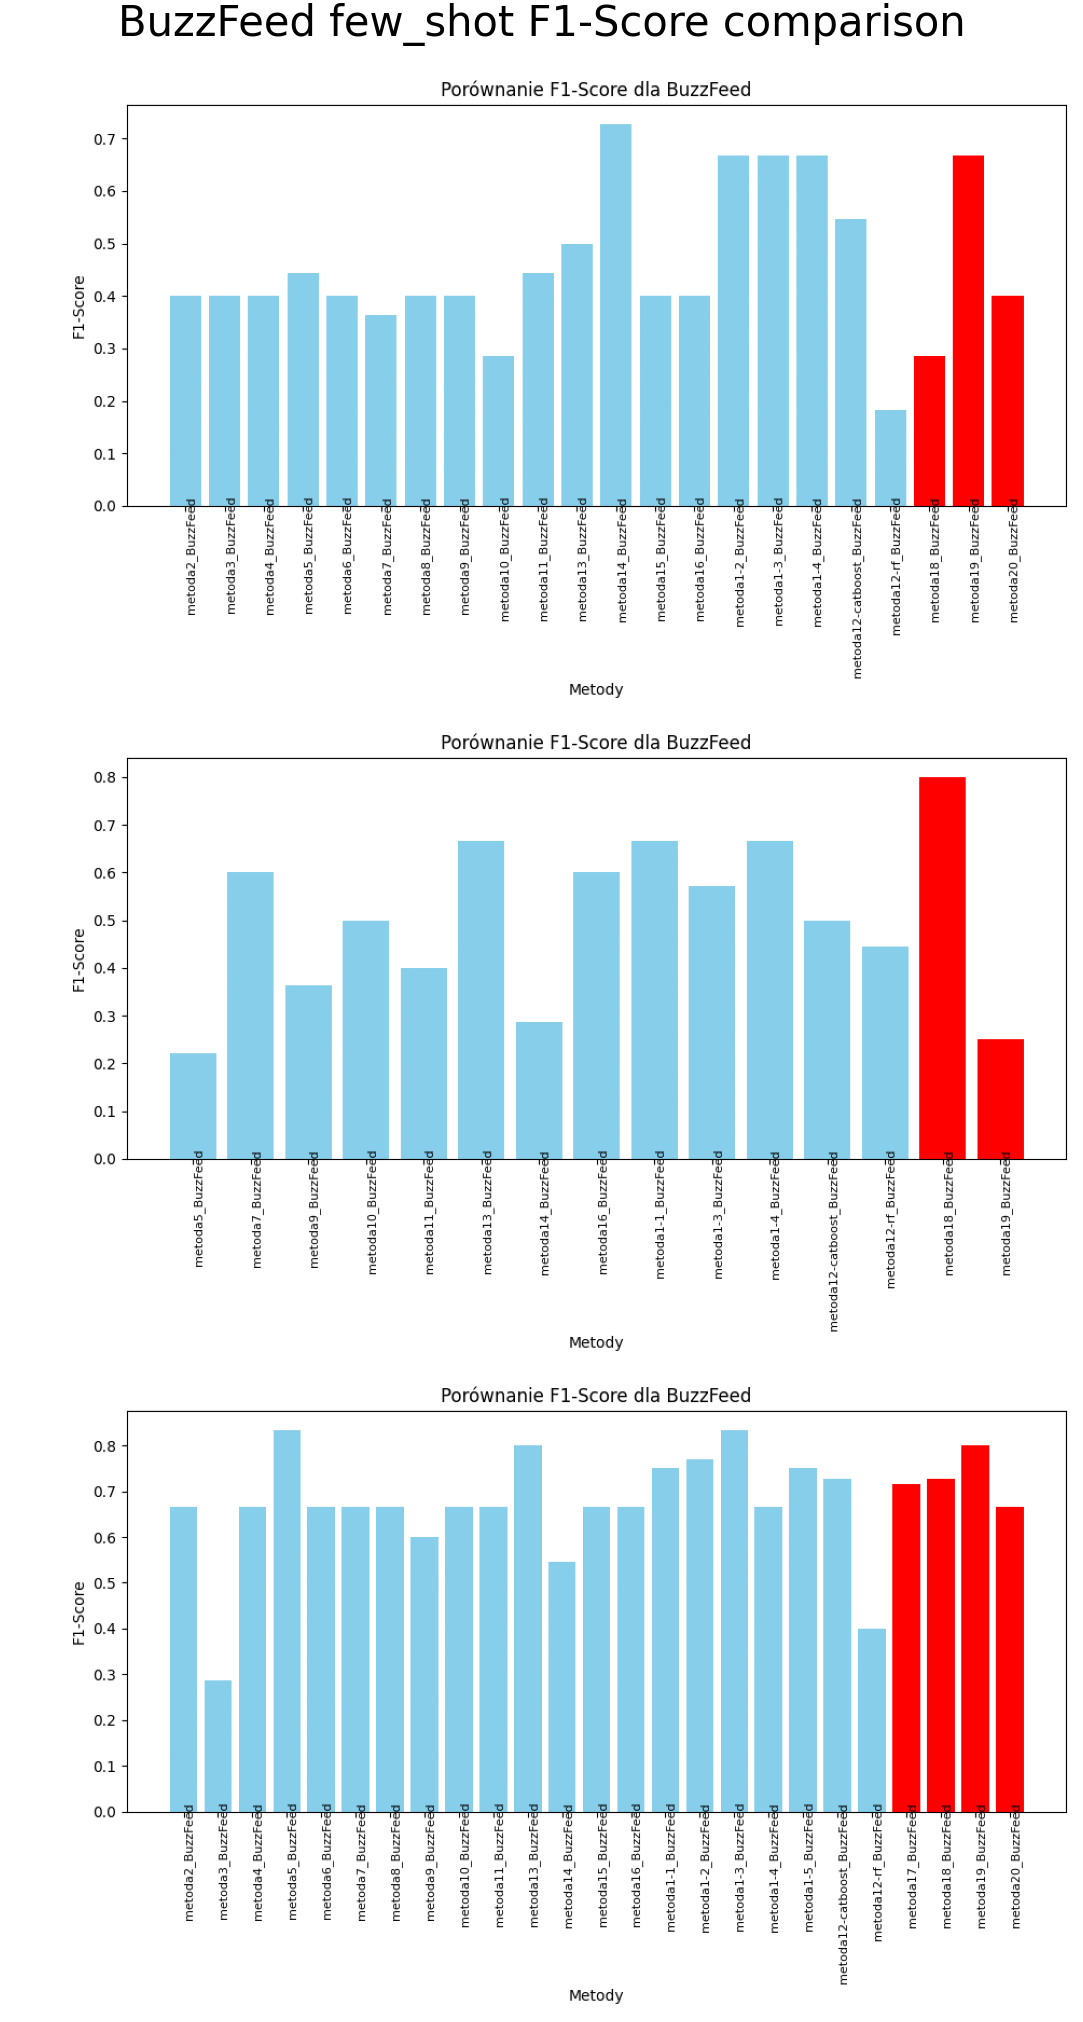 BuzzFeed few_shot F1-Score comparison
Porównanie F1-Score dla BuzzFeed
F1-Score
0.7
0.6
0.5
0.4
0.3
0.2
0.1
0.0
metoda2_BuzzFeed
metoda3_BuzzFeed
metoda4_BuzzFeed
metoda5_BuzzFeed
metoda6_BuzzFeed
metoda7_BuzzFeed
metoda8_BuzzFeed
metoda9_BuzzFeed
metoda10_BuzzFeed
metoda11_BuzzFeed
metoda13_BuzzFeed
metoda14_BuzzFeed
metoda15_BuzzFeed
metoda16_BuzzFeed
metoda1-2_BuzzFeed
metoda1-3_BuzzFeed
metoda1-4_BuzzFeed
metoda12-catboost_BuzzFeed
metoda12-rf_BuzzFeed
metoda18_BuzzFeed
metoda19_BuzzFeed
metoda20_BuzzFeed
Metody
Porównanie F1-Score dla BuzzFeed
F1-Score
0.8
0.7
0.6
0.5
0.4
0.3
0.2
0.1
0.0
metoda5_BuzzFeed
metoda7_BuzzFeed
metoda9_BuzzFeed
metoda10_BuzzFeed
metoda11_BuzzFeed
metoda13_BuzzFeed
metoda14_BuzzFeed
metoda16_BuzzFeed
metoda1-1_BuzzFeed
metoda1-3_BuzzFeed
metoda1-4_BuzzFeed
metoda12-catboost_BuzzFeed
metoda12-rf_BuzzFeed
metoda18_BuzzFeed
metoda19_BuzzFeed
Metody
Porównanie F1-Score dla BuzzFeed
F1-Score
0.8
0.7
0.6
0.5
0.4
0.3
0.2
0.1
0.0
metoda2_BuzzFeed
metoda3_BuzzFeed
metoda4_BuzzFeed
metoda5_BuzzFeed
metoda6_BuzzFeed
metoda7_BuzzFeed
metoda8_BuzzFeed
metoda9_BuzzFeed
metoda10_BuzzFeed
metoda11_BuzzFeed
metoda13_BuzzFeed
metoda14_BuzzFeed
metoda15_BuzzFeed
metoda16_BuzzFeed
metoda1-1_BuzzFeed
metoda1-2_BuzzFeed
metoda1-3_BuzzFeed
metoda1-4_BuzzFeed
metoda1-5_BuzzFeed
metoda12-catboost_BuzzFeed
metoda12-rf_BuzzFeed
metoda17_BuzzFeed
metoda18_BuzzFeed
metoda19_BuzzFeed
metoda20_BuzzFeed
Metody